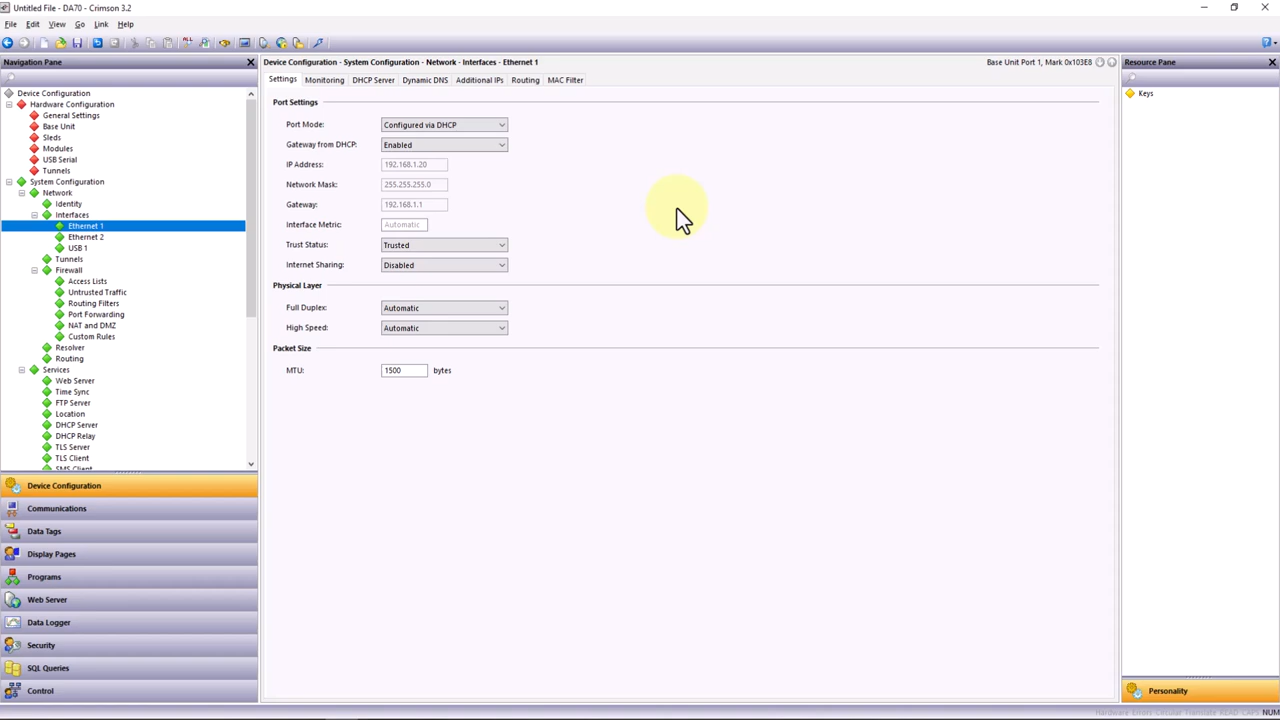 Untitled File - DA70 - Crimson 3.2
File Edit View Go Link Help
Navigation Pane
Device Configuration
Hardware Configuration
General Settings
Base Unit
Sleds
Modules
USB Serial
Tunnels
System Configuration
Network
Identity
Interfaces
Ethernet 1
Ethernet 2
USB 1
Tunnels
Firewall
Access Lists
Untrusted Traffic
Routing Filters
Port Forwarding
NAT and DMZ
Custom Rules
Resolver
Routing
Services
Web Server
Time Sync
FTP Server
Location
DHCP Server
DHCP Relay
TLS Server
TLS Client
SMS Client
Device Configuration
Communications
Data Tags
Display Pages
Programs
Web Server
Data Logger
Security
SQL Queries
Control
Device Configuration - System Configuration - Network - Interfaces - Ethernet 1
Base Unit Port 1, Mark 0x103E8
Settings Monitoring DHCP Server Dynamic DNS Additional IPs Routing MAC Filter
Port Settings
Port Mode: Configured via DHCP
Gateway from DHCP: Enabled
IP Address: 192.168.1.20
Network Mask: 255.255.255.0
Gateway: 192.168.1.1
Interface Metric: Automatic
Trust Status: Trusted
Internet Sharing: Disabled
Physical Layer
Full Duplex: Automatic
High Speed: Automatic
Packet Size
MTU: 1500 bytes
Resource Pane
Keys
Personality
Hardware Errors Circular Translate READ CAPS NUM